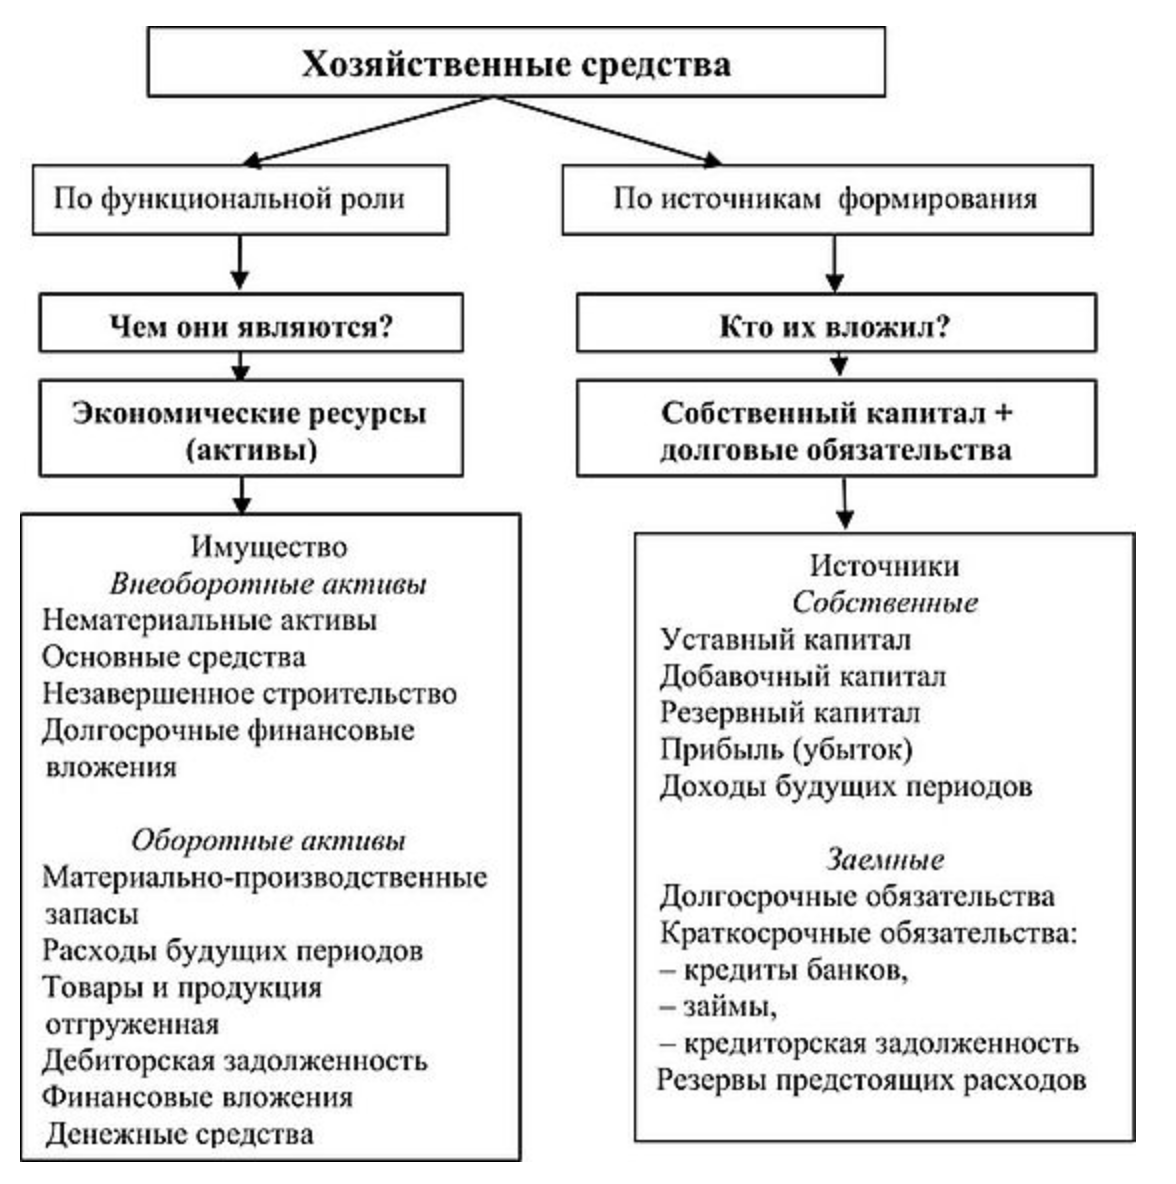 Хозяйственные средства
По функциональной роли
Чем они являются?
Экономические ресурсы
(активы)
Имущество
Внеоборотные активы
Нематериальные активы
Основные средства
Незавершенное строительство
Долгосрочные финансовые
вложения
Оборотные активы
Материально-производственные
запасы
Расходы будущих периодов
Товары и продукция
отгруженная
Дебиторская задолженность
Финансовые вложения
Денежные средства
По источникам формирования
Кто их вложил?
Собственный капитал +
долговые обязательства
Источники
Собственные
Уставный капитал
Добавочный капитал
Резервный капитал
Прибыль (убыток)
Доходы будущих периодов
Заемные
Долгосрочные обязательства
Краткосрочные обязательства:
– кредиты банков,
– займы,
– кредиторская задолженность
Резервы предстоящих расходов